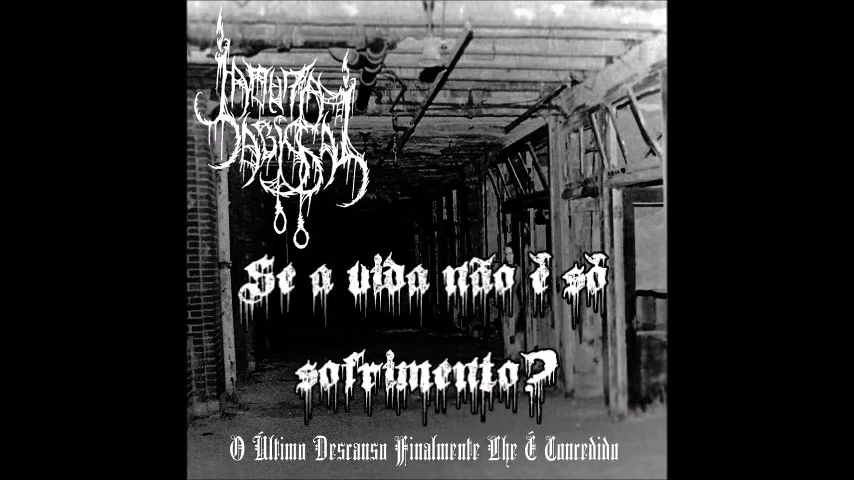 Se a vida não é só
sofrimento?
O Último Descanso Finalmente Lhe É Concedido